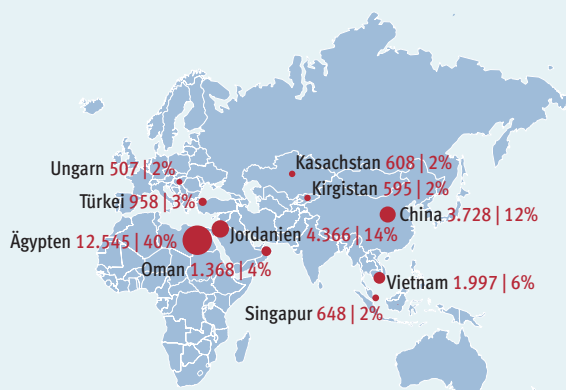 Kasachstan 608 | 2%
Ungarn 507 | 2%
Kirgistan 595 | 2%
Türkei 958 | 3%
China 3.728 | 12%
Jordanien 4.366 | 14%
Ägypten 12.545 | 40%
Oman 1.368 | 4%
Vietnam 1.997 | 6%
Singapur 648 | 2%